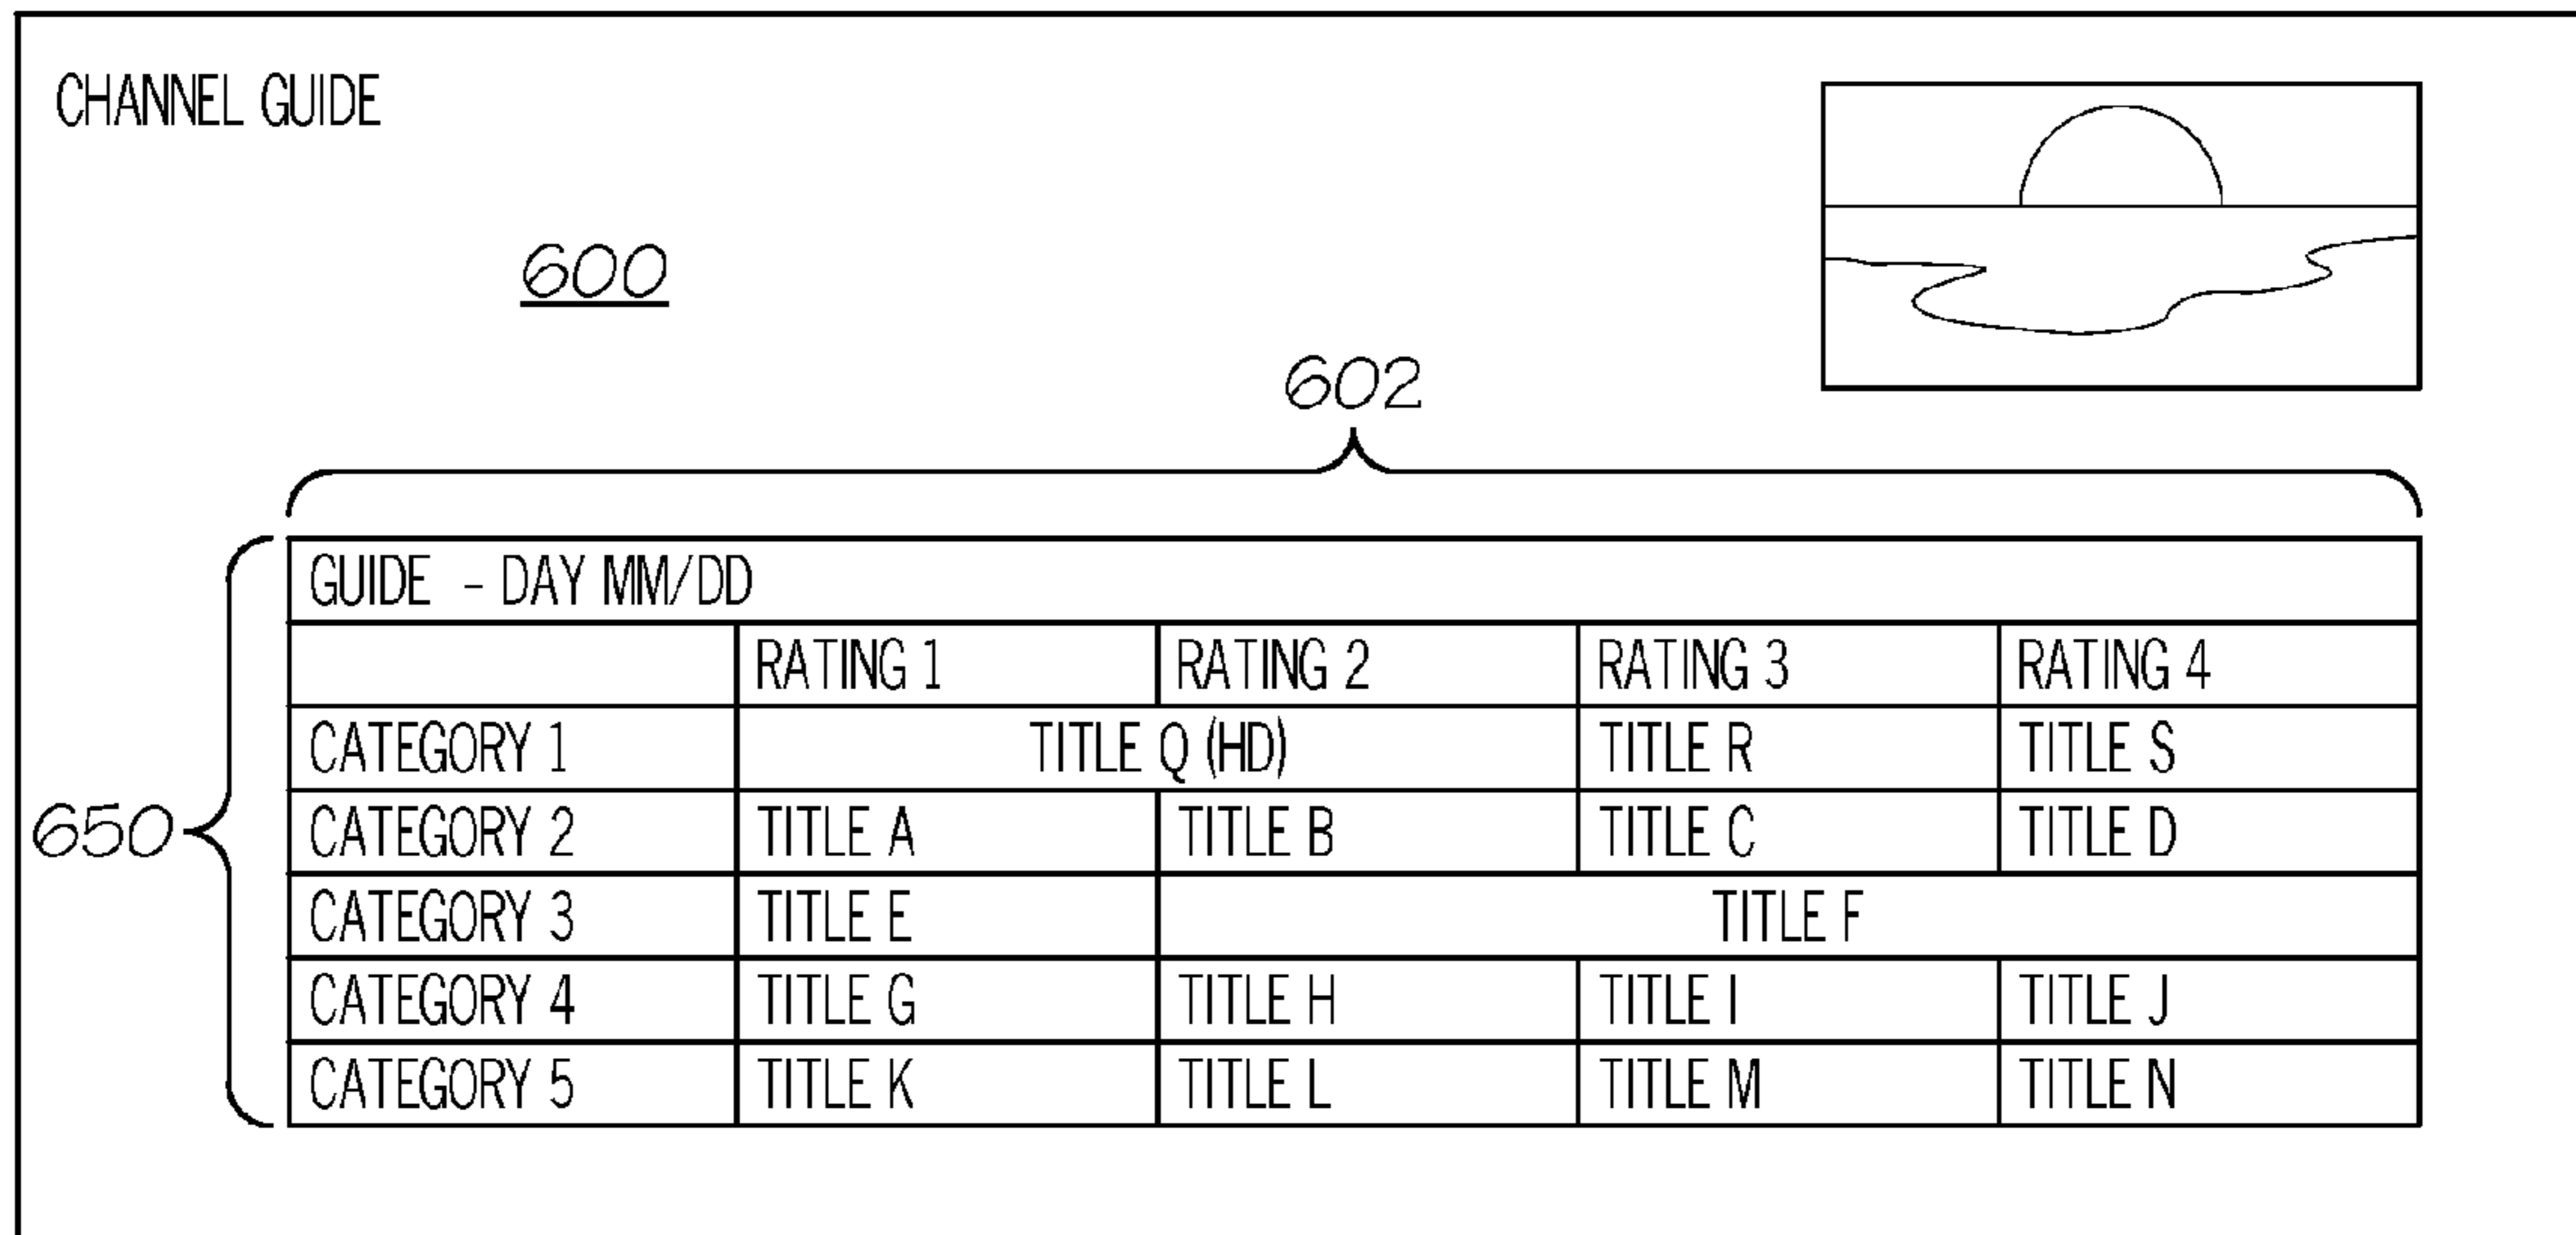 CHANNEL GUIDE
600
602
650
GUIDE - DAY MM/DD
RATING 1 RATING 2 RATING 3 RATING 4
CATEGORY 1 TITLE Q (HD) TITLE R TITLE S
CATEGORY 2 TITLE A TITLE B TITLE C TITLE D
CATEGORY 3 TITLE E TITLE F
CATEGORY 4 TITLE G TITLE H TITLE I TITLE J
CATEGORY 5 TITLE K TITLE L TITLE M TITLE N